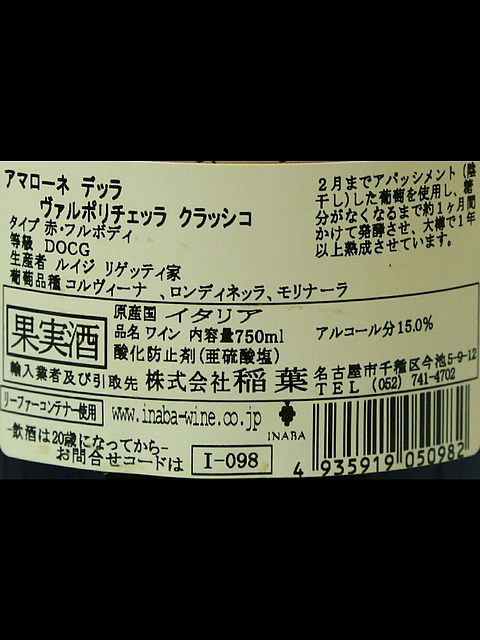 アマローネ デッラ
ヴァルポリチェッラ クラッシコ
タイプ 赤・フルボディ
等級 DOCG
生産者 ルイジ リゲッティ家
葡萄品種 コルヴィーナ 、ロンディネッラ、モリナーラ
2月までアパッシメント(陰
干し)した葡萄を使用し、糖
分がなくなるまで約1ヶ月間
かけて発酵させ、大樽で1年
以上熟成させています。
果実酒
原産国 イタリア
品名 ワイン 内容量750ml
酸化防止剤(亜硫酸塩)
アルコール分15.0%
輸入業者及び引取先 株式会社 稲葉
名古屋市千種区今池5-9-12
TEL (052) 741-4702
リーファーコンテナー使用
www.inaba-wine.co.jp
INABA
-飲酒は20歳になってから-
お問合せコードは
I-098
4 935919 050982